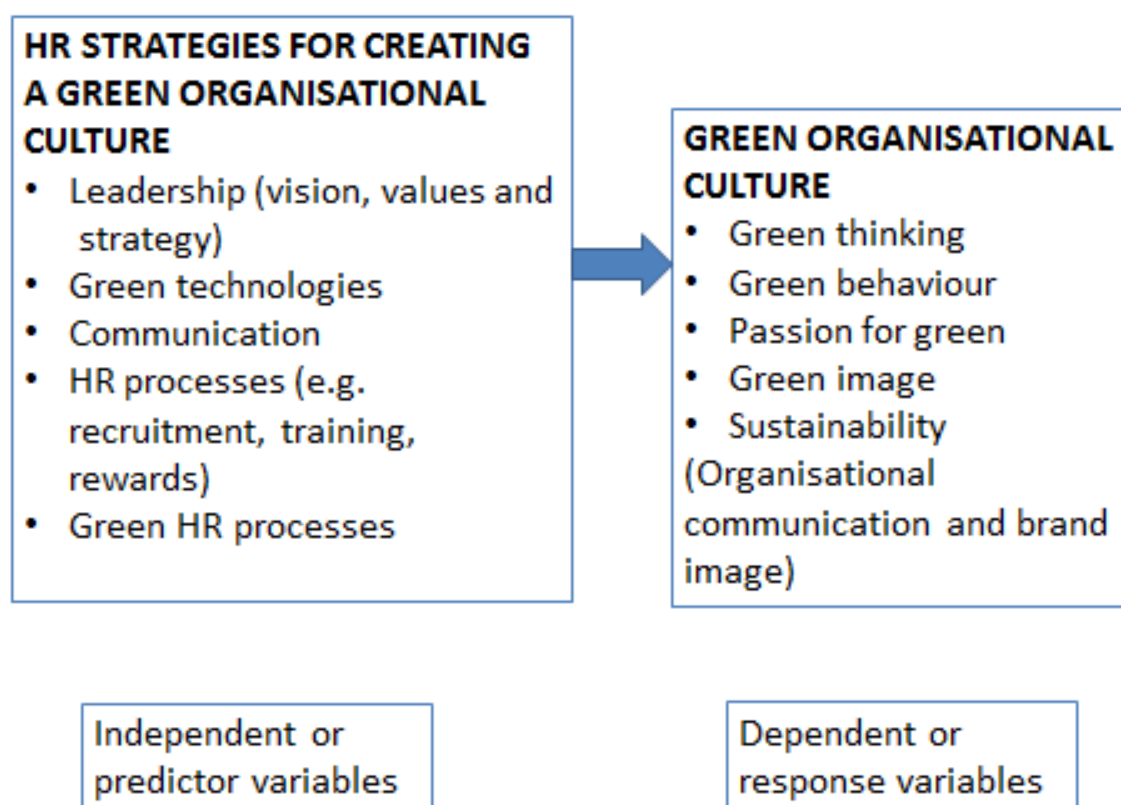 HR STRATEGIES FOR CREATING
A GREEN ORGANISATIONAL
CULTURE
• Leadership (vision, values and
strategy)
• Green technologies
• Communication
• HR processes (e.g.
recruitment, training,
rewards)
• Green HR processes
GREEN ORGANISATIONAL
CULTURE
• Green thinking
• Green behaviour
• Passion for green
• Green image
• Sustainability
(Organisational
communication and brand
image)
Independent or
predictor variables
Dependent or
response variables